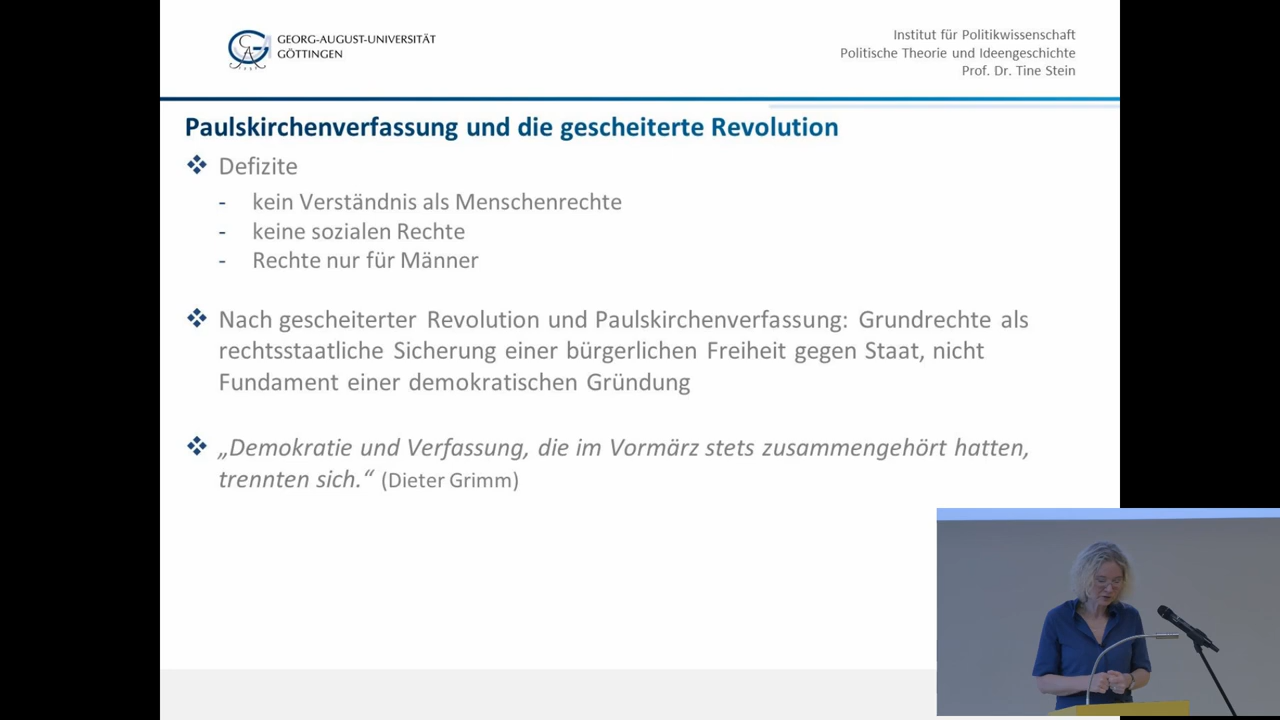 GEORG-AUGUST-UNIVERSITÄT
GÖTTINGEN
Institut für Politikwissenschaft
Politische Theorie und Ideengeschichte
Prof. Dr. Tine Stein
Paulskirchenverfassung und die gescheiterte Revolution
❖ Defizite
- kein Verständnis als Menschenrechte
- keine sozialen Rechte
- Rechte nur für Männer
❖ Nach gescheiterter Revolution und Paulskirchenverfassung: Grundrechte als
rechtsstaatliche Sicherung einer bürgerlichen Freiheit gegen Staat, nicht
Fundament einer demokratischen Gründung
❖ „Demokratie und Verfassung, die im Vormärz stets zusammengehört hatten,
trennten sich.“ (Dieter Grimm)